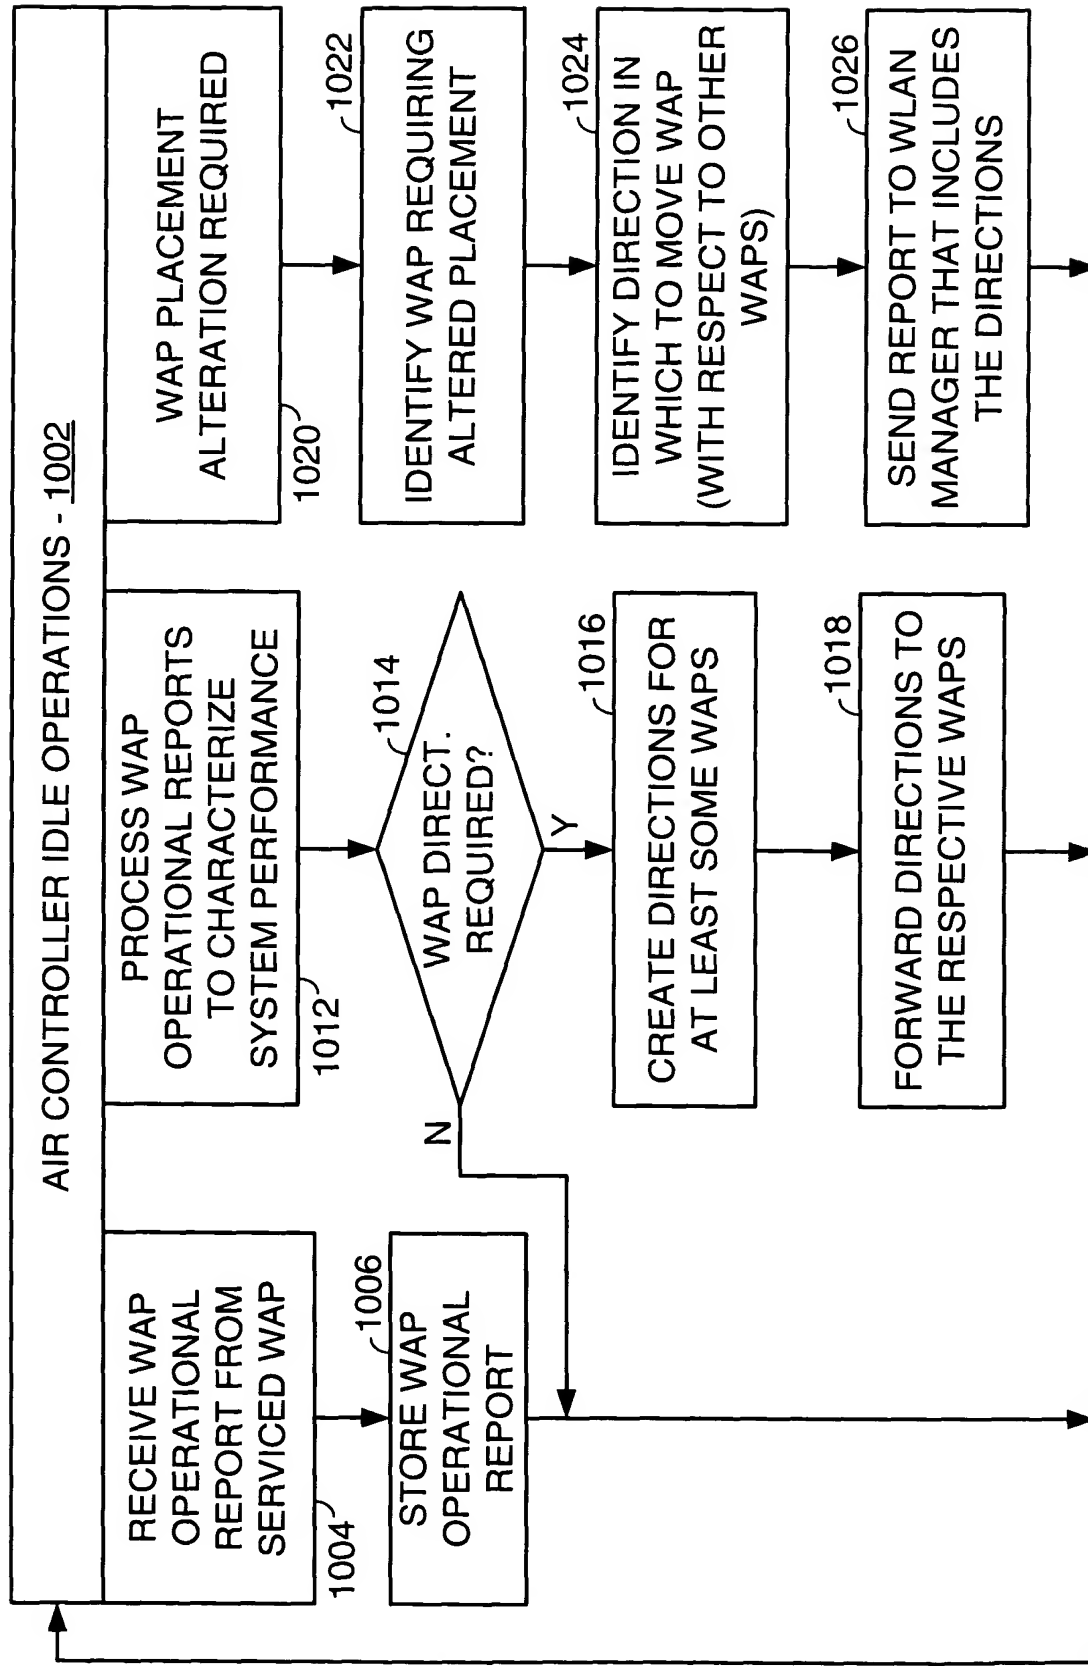 AIR CONTROLLER IDLE OPERATIONS - 1002
RECEIVE WAP
OPERATIONAL
REPORT FROM
SERVICED WAP
1004
STORE WAP
OPERATIONAL
REPORT
1006
PROCESS WAP
OPERATIONAL REPORTS
TO CHARACTERIZE
SYSTEM PERFORMANCE
1012
WAP DIRECT.
REQUIRED?
1014
N
Y
CREATE DIRECTIONS FOR
AT LEAST SOME WAPS
1016
FORWARD DIRECTIONS TO
THE RESPECTIVE WAPS
1018
WAP PLACEMENT
ALTERATION REQUIRED
1020
IDENTIFY WAP REQUIRING
ALTERED PLACEMENT
1022
IDENTIFY DIRECTION IN
WHICH TO MOVE WAP
(WITH RESPECT TO OTHER
WAPS)
1024
SEND REPORT TO WLAN
MANAGER THAT INCLUDES
THE DIRECTIONS
1026